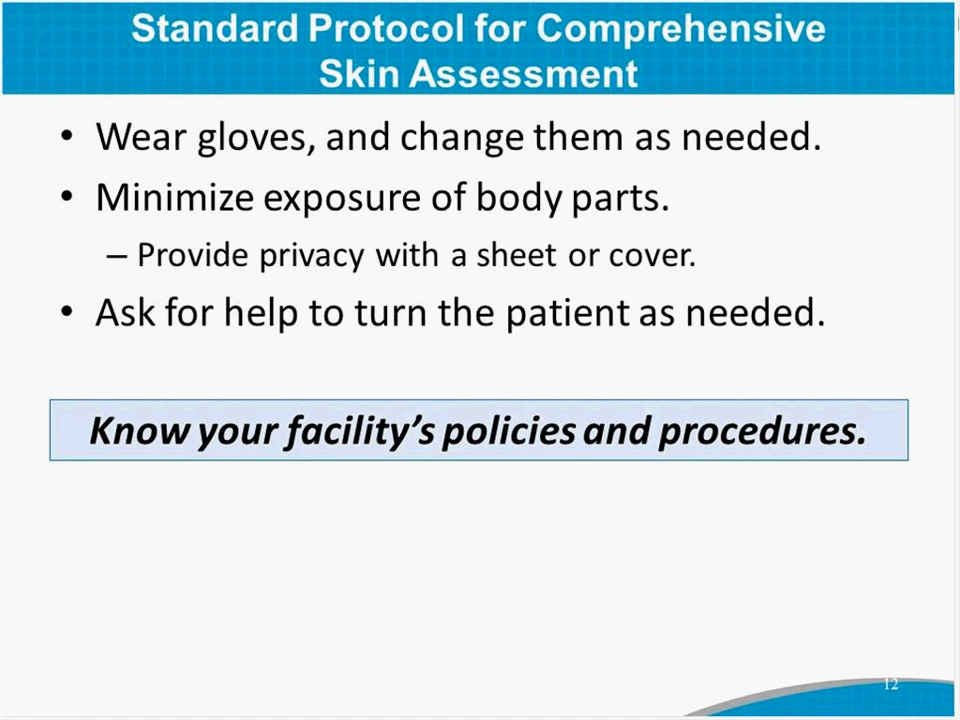 Standard Protocol for Comprehensive
Skin Assessment
• Wear gloves, and change them as needed.
• Minimize exposure of body parts.
– Provide privacy with a sheet or cover.
• Ask for help to turn the patient as needed.
Know your facility’s policies and procedures.
12